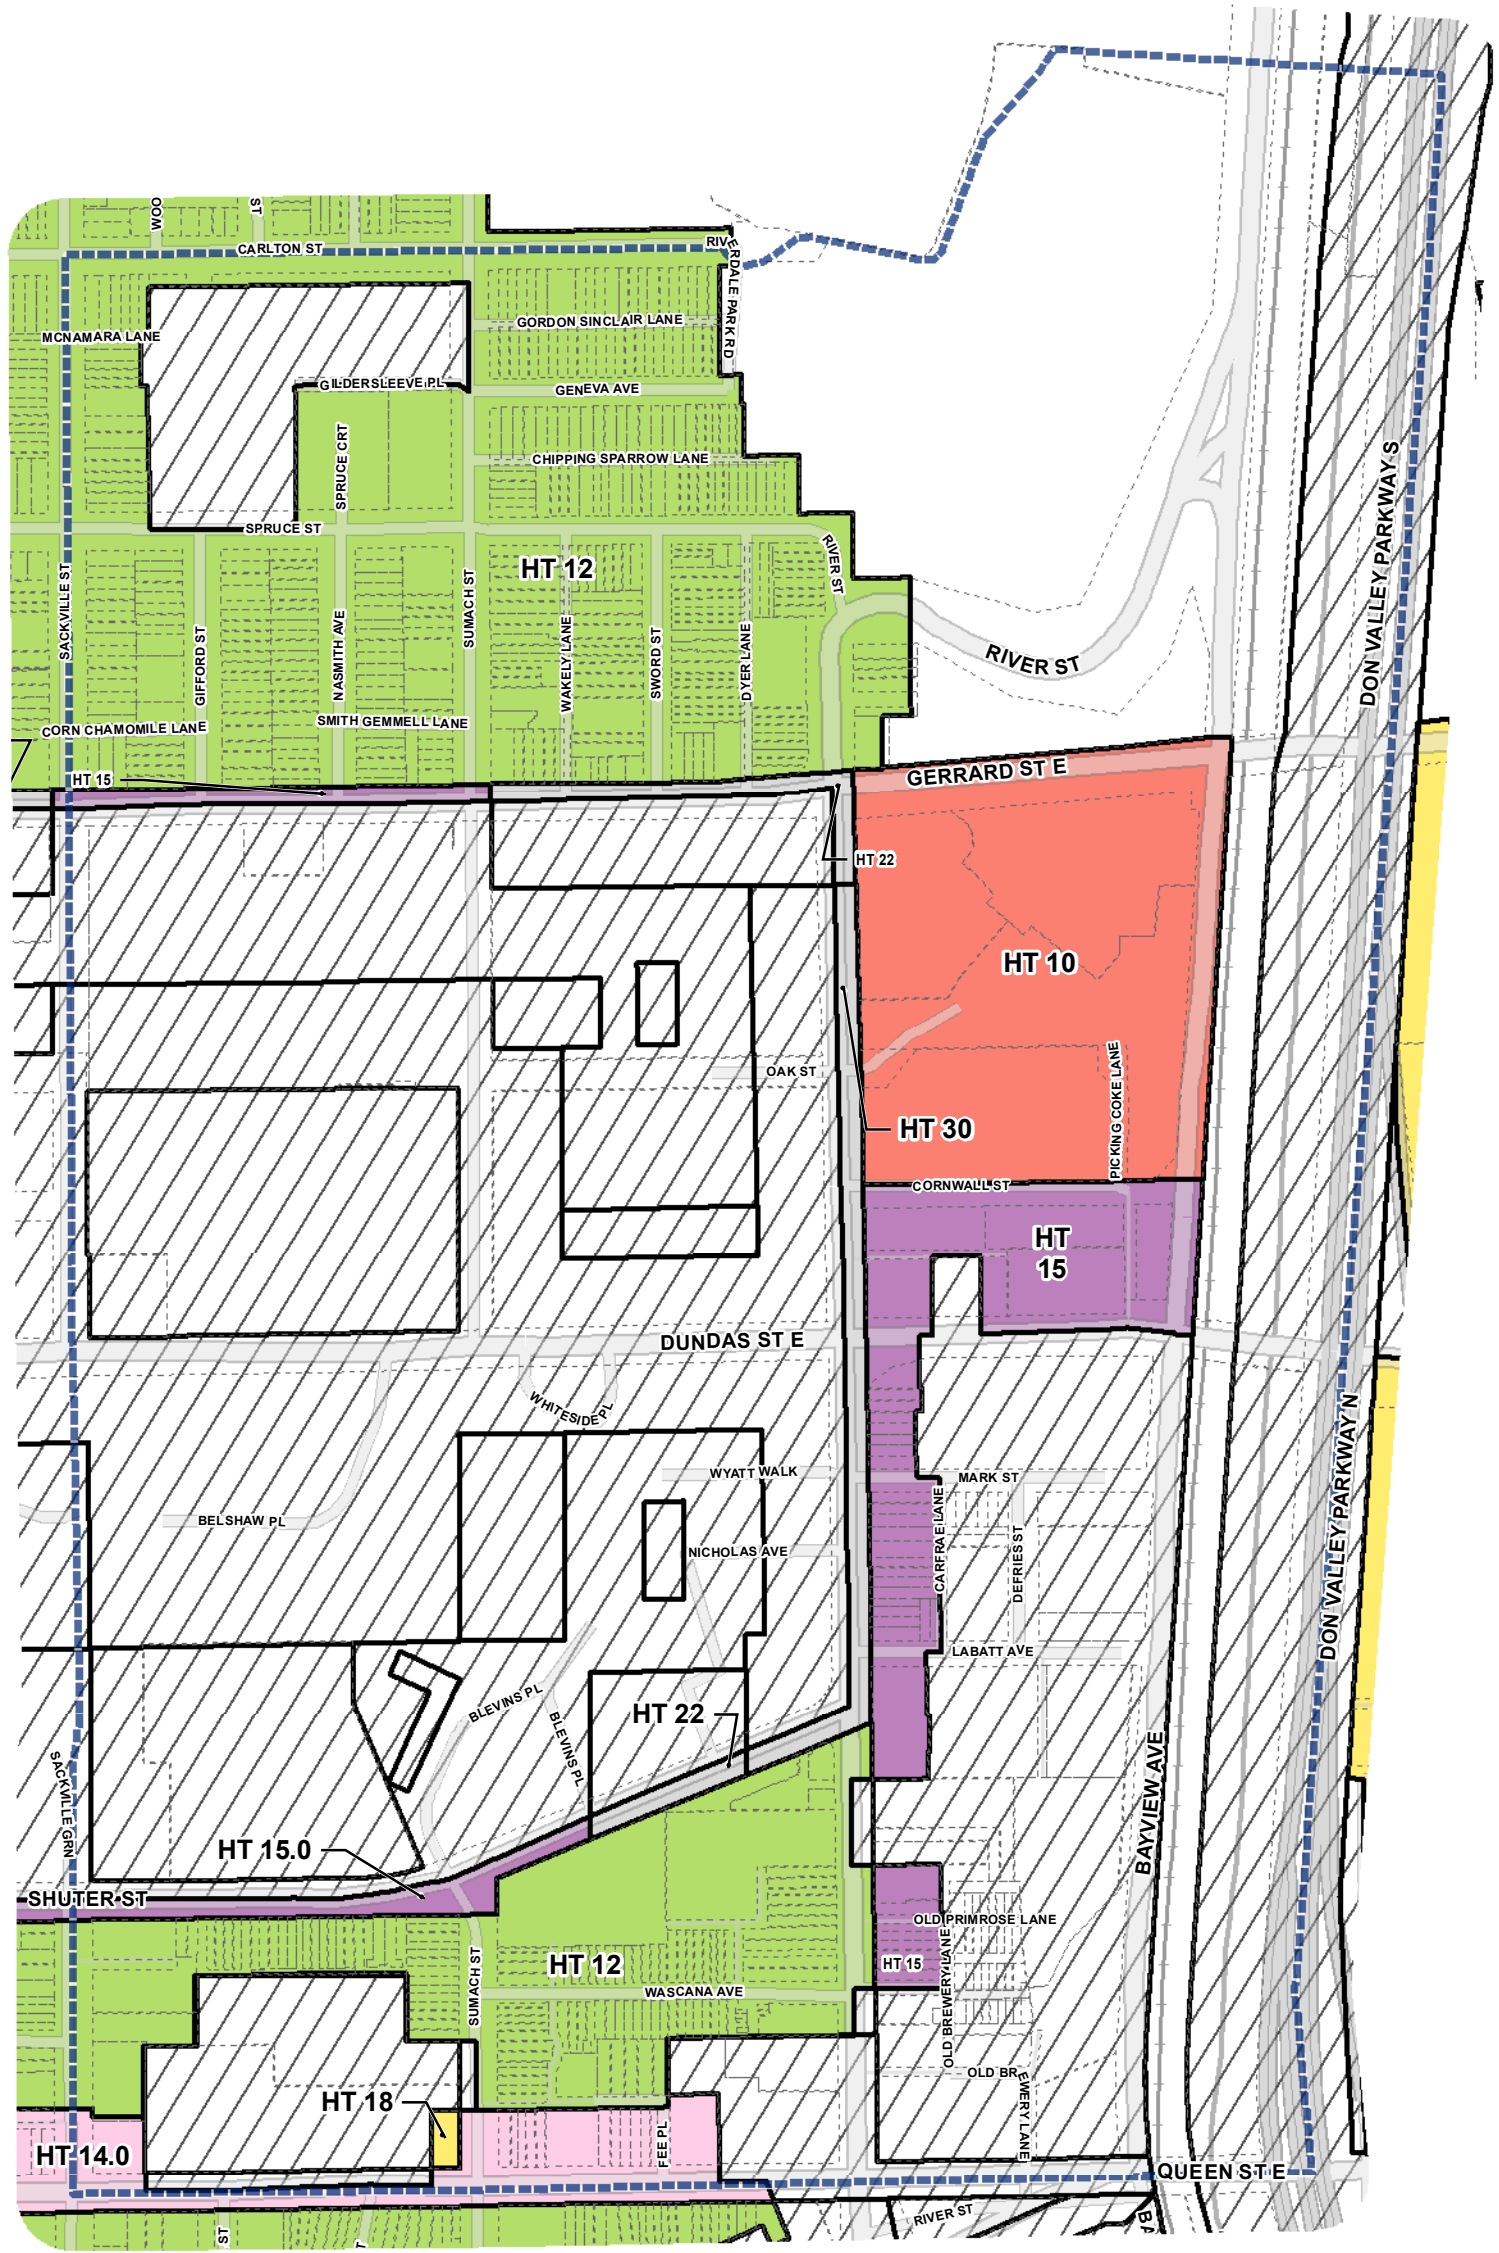 WOO
ST
CARLTON ST
RIVERDALE PARK RD
GORDON SINCLAIR LANE
MCNAMARA LANE
GILDERSLEEVE PL
GENEVA AVE
SPRUCE CRT
CHIPPING SPARROW LANE
SPRUCE ST
DON VALLEY PARKWAY S
RIVER ST
HT 12
SACKVILLE ST
SUMACH ST
GIFFORD ST
NASMITH AVE
WAKELY LANE
SWORD ST
DYER LANE
RIVER ST
CORN CHAMOMILE LANE
SMITH GEMMELL LANE
HT 15
GERRARD ST E
HT 22
HT 10
OAK ST
PICKING COKE LANE
HT 30
CORNWALL ST
HT
15
DUNDAS ST E
WHITESIDE PL
DON VALLEY PARKWAY N
WYATT WALK
MARK ST
BELSHAW PL
NICHOLAS AVE
CARFRAE LANE
DEFRIES ST
LABATT AVE
BLEVINS PL
BLEVINS PL
HT 22
SACKVILLE GRN
BAYVIEW AVE
HT 15.0
SHUTER ST
OLD PRIMROSE LANE
HT 12
HT 15
SUMACH ST
WASCANA AVE
OLD BREWERY LANE
OLD BREWERY LANE
HT 18
FEE PL
HT 14.0
QUEEN ST E
RIVER ST
BA
ST
T